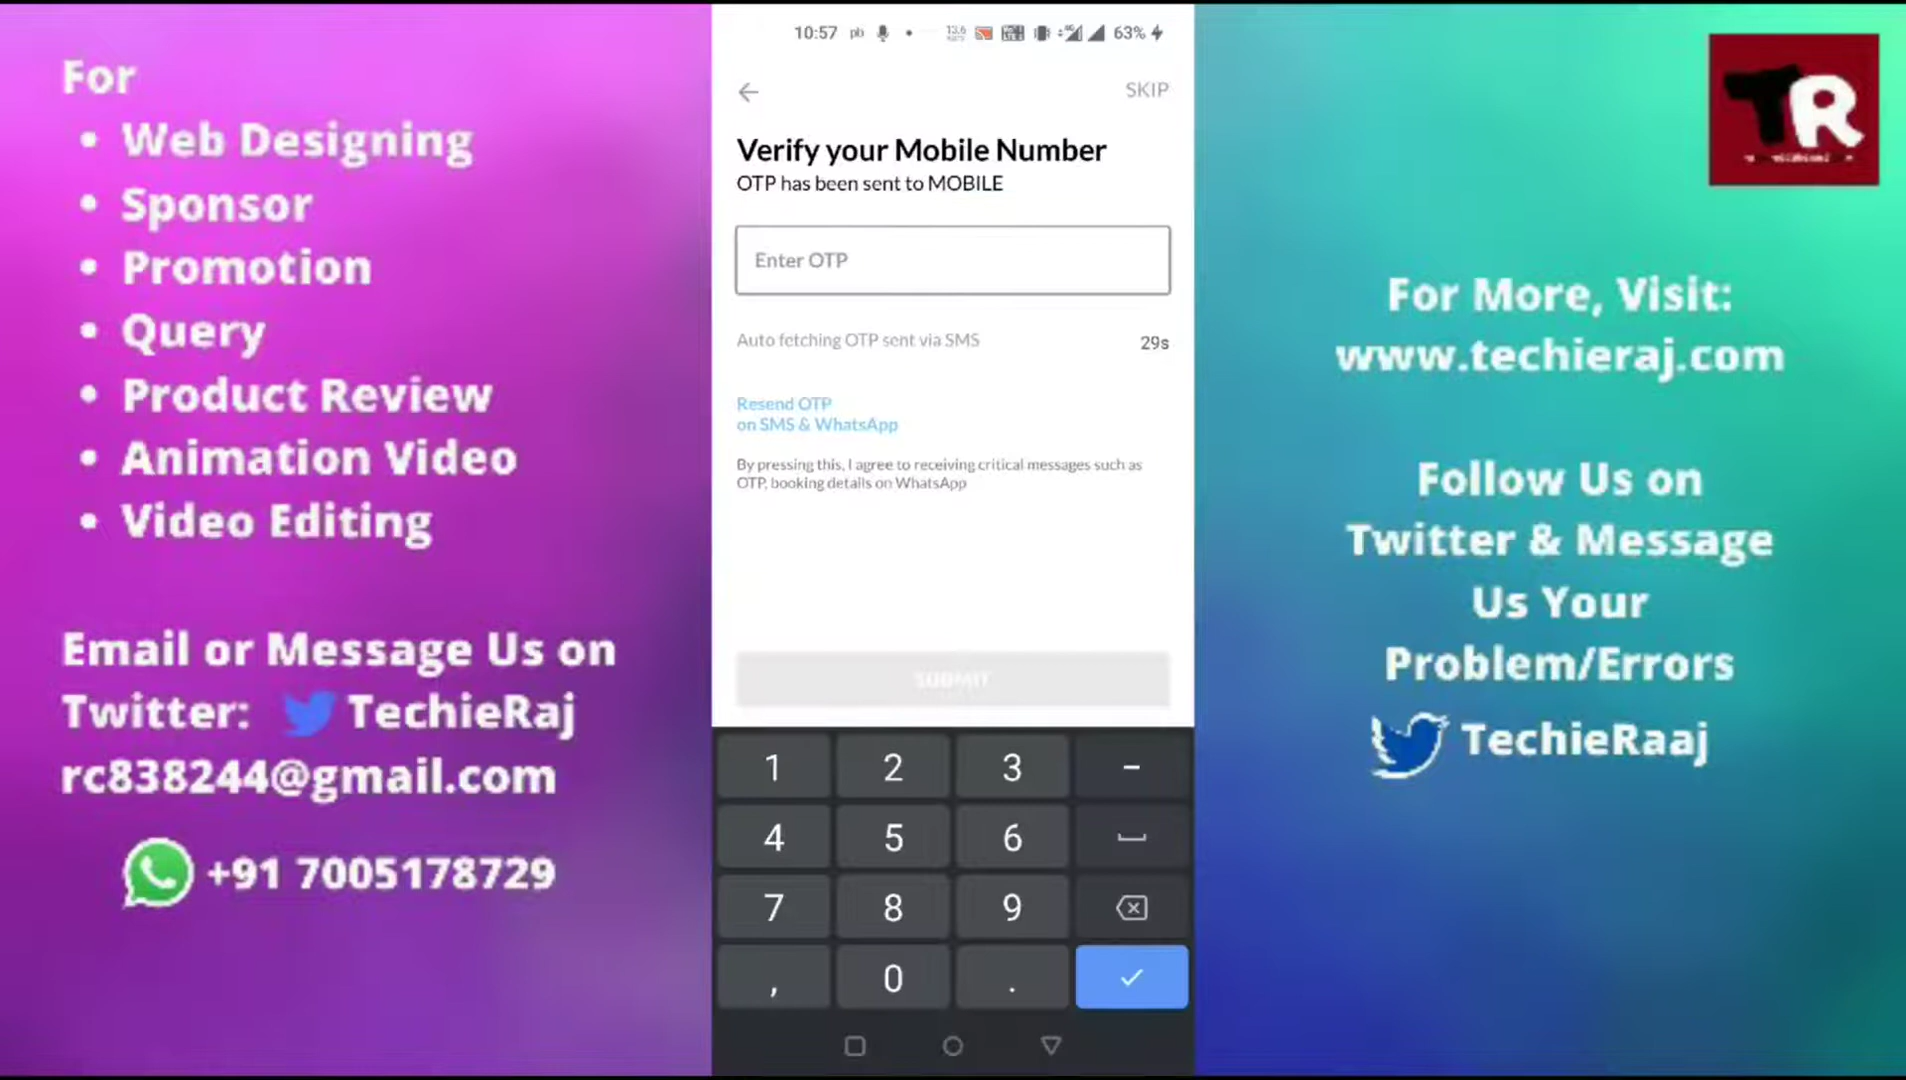 For
• Web Designing
• Sponsor
• Promotion
• Query
• Product Review
• Animation Video
• Video Editing
Email or Message Us on
Twitter: TechieRaj
rc838244@gmail.com
+91 7005178729
10:57 pb 63%
SKIP
Verify your Mobile Number
OTP has been sent to MOBILE
Enter OTP
Auto fetching OTP sent via SMS 29s
Resend OTP
on SMS & WhatsApp
By pressing this, I agree to receiving critical messages such as
OTP, booking details on WhatsApp
SUBMIT
1 2 3 -
4 5 6
7 8 9
, 0 .
TR
For More, Visit:
www.techieraj.com
Follow Us on
Twitter & Message
Us Your
Problem/Errors
TechieRaaj